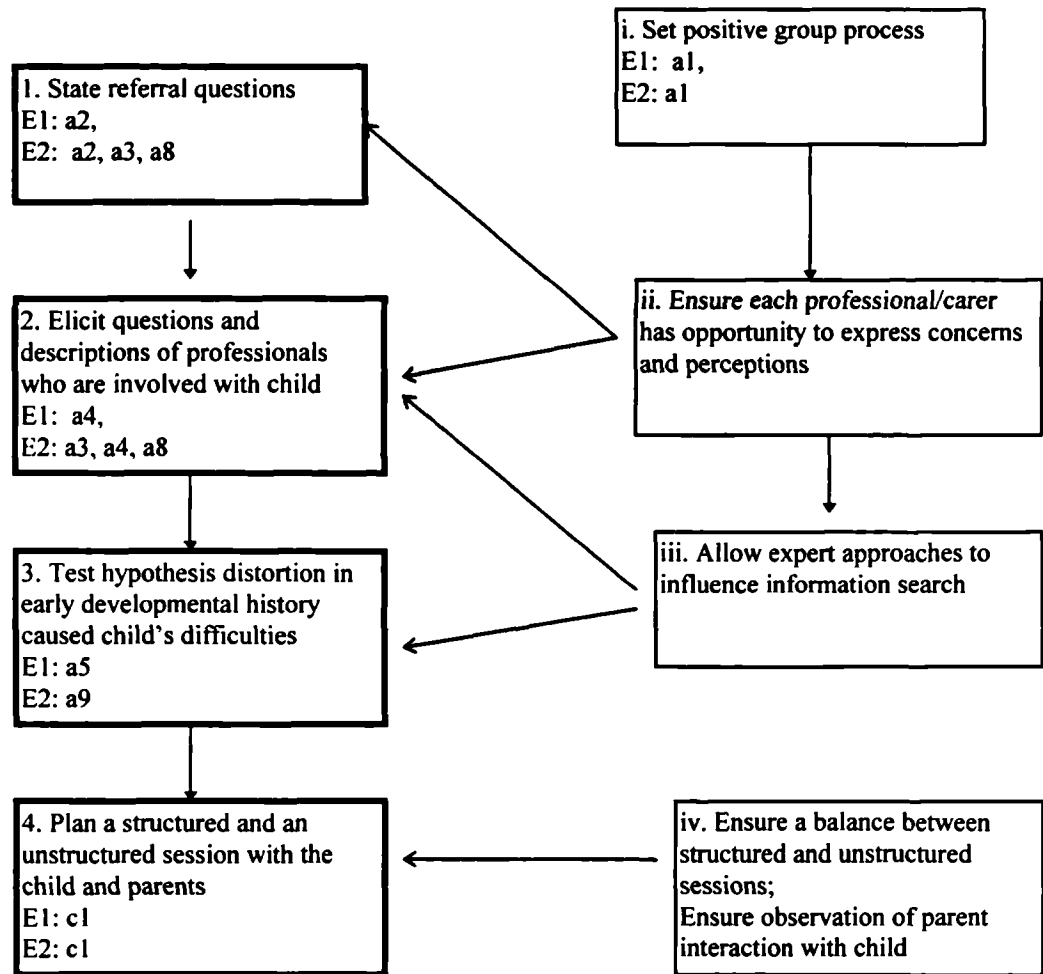 1. State referral questions
E1: a2,
E2: a2, a3, a8
i. Set positive group process
E1: a1,
E2: a1
2. Elicit questions and
descriptions of professionals
who are involved with child
E1: a4,
E2: a3, a4, a8
ii. Ensure each professional/carer
has opportunity to express concerns
and perceptions
3. Test hypothesis distortion in
early developmental history
caused child's difficulties
E1: a5
E2: a9
iii. Allow expert approaches to
influence information search
4. Plan a structured and an
unstructured session with the
child and parents
E1: c1
E2: c1
iv. Ensure a balance between
structured and unstructured
sessions;
Ensure observation of parent
interaction with child